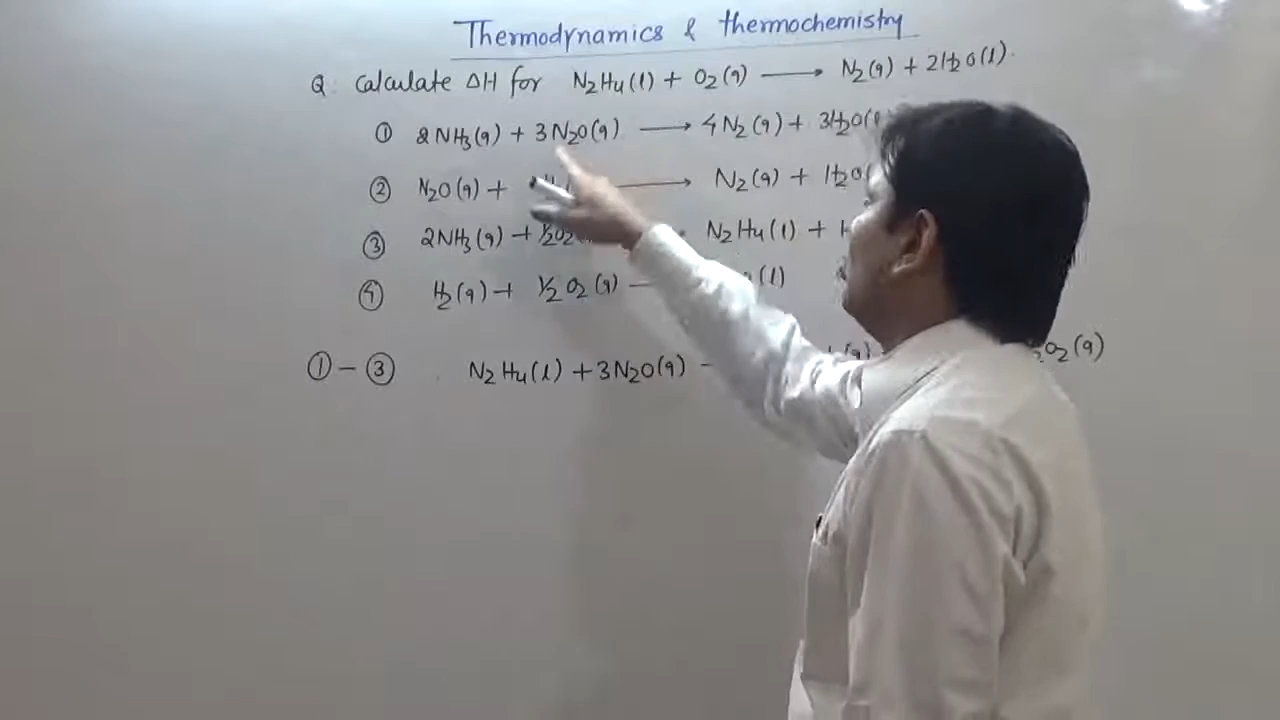 Thermodynamics & thermochemistry
Q. Calculate ΔH for N2H4(l) + O2(g) ⟶ N2(g) + 2H2O(l).
① 2NH3(g) + 3N2O(g) ⟶ 4N2(g) + 3H2O(l
② N2O(g) + ⟶ N2(g) + H2O(
③ 2NH3(g) + ½O2 N2H4(l) +
④ H2(g) + ½O2(g) — (l)
① – ③ N2H4(l) + 3N2O(g) – (g) O2(g)